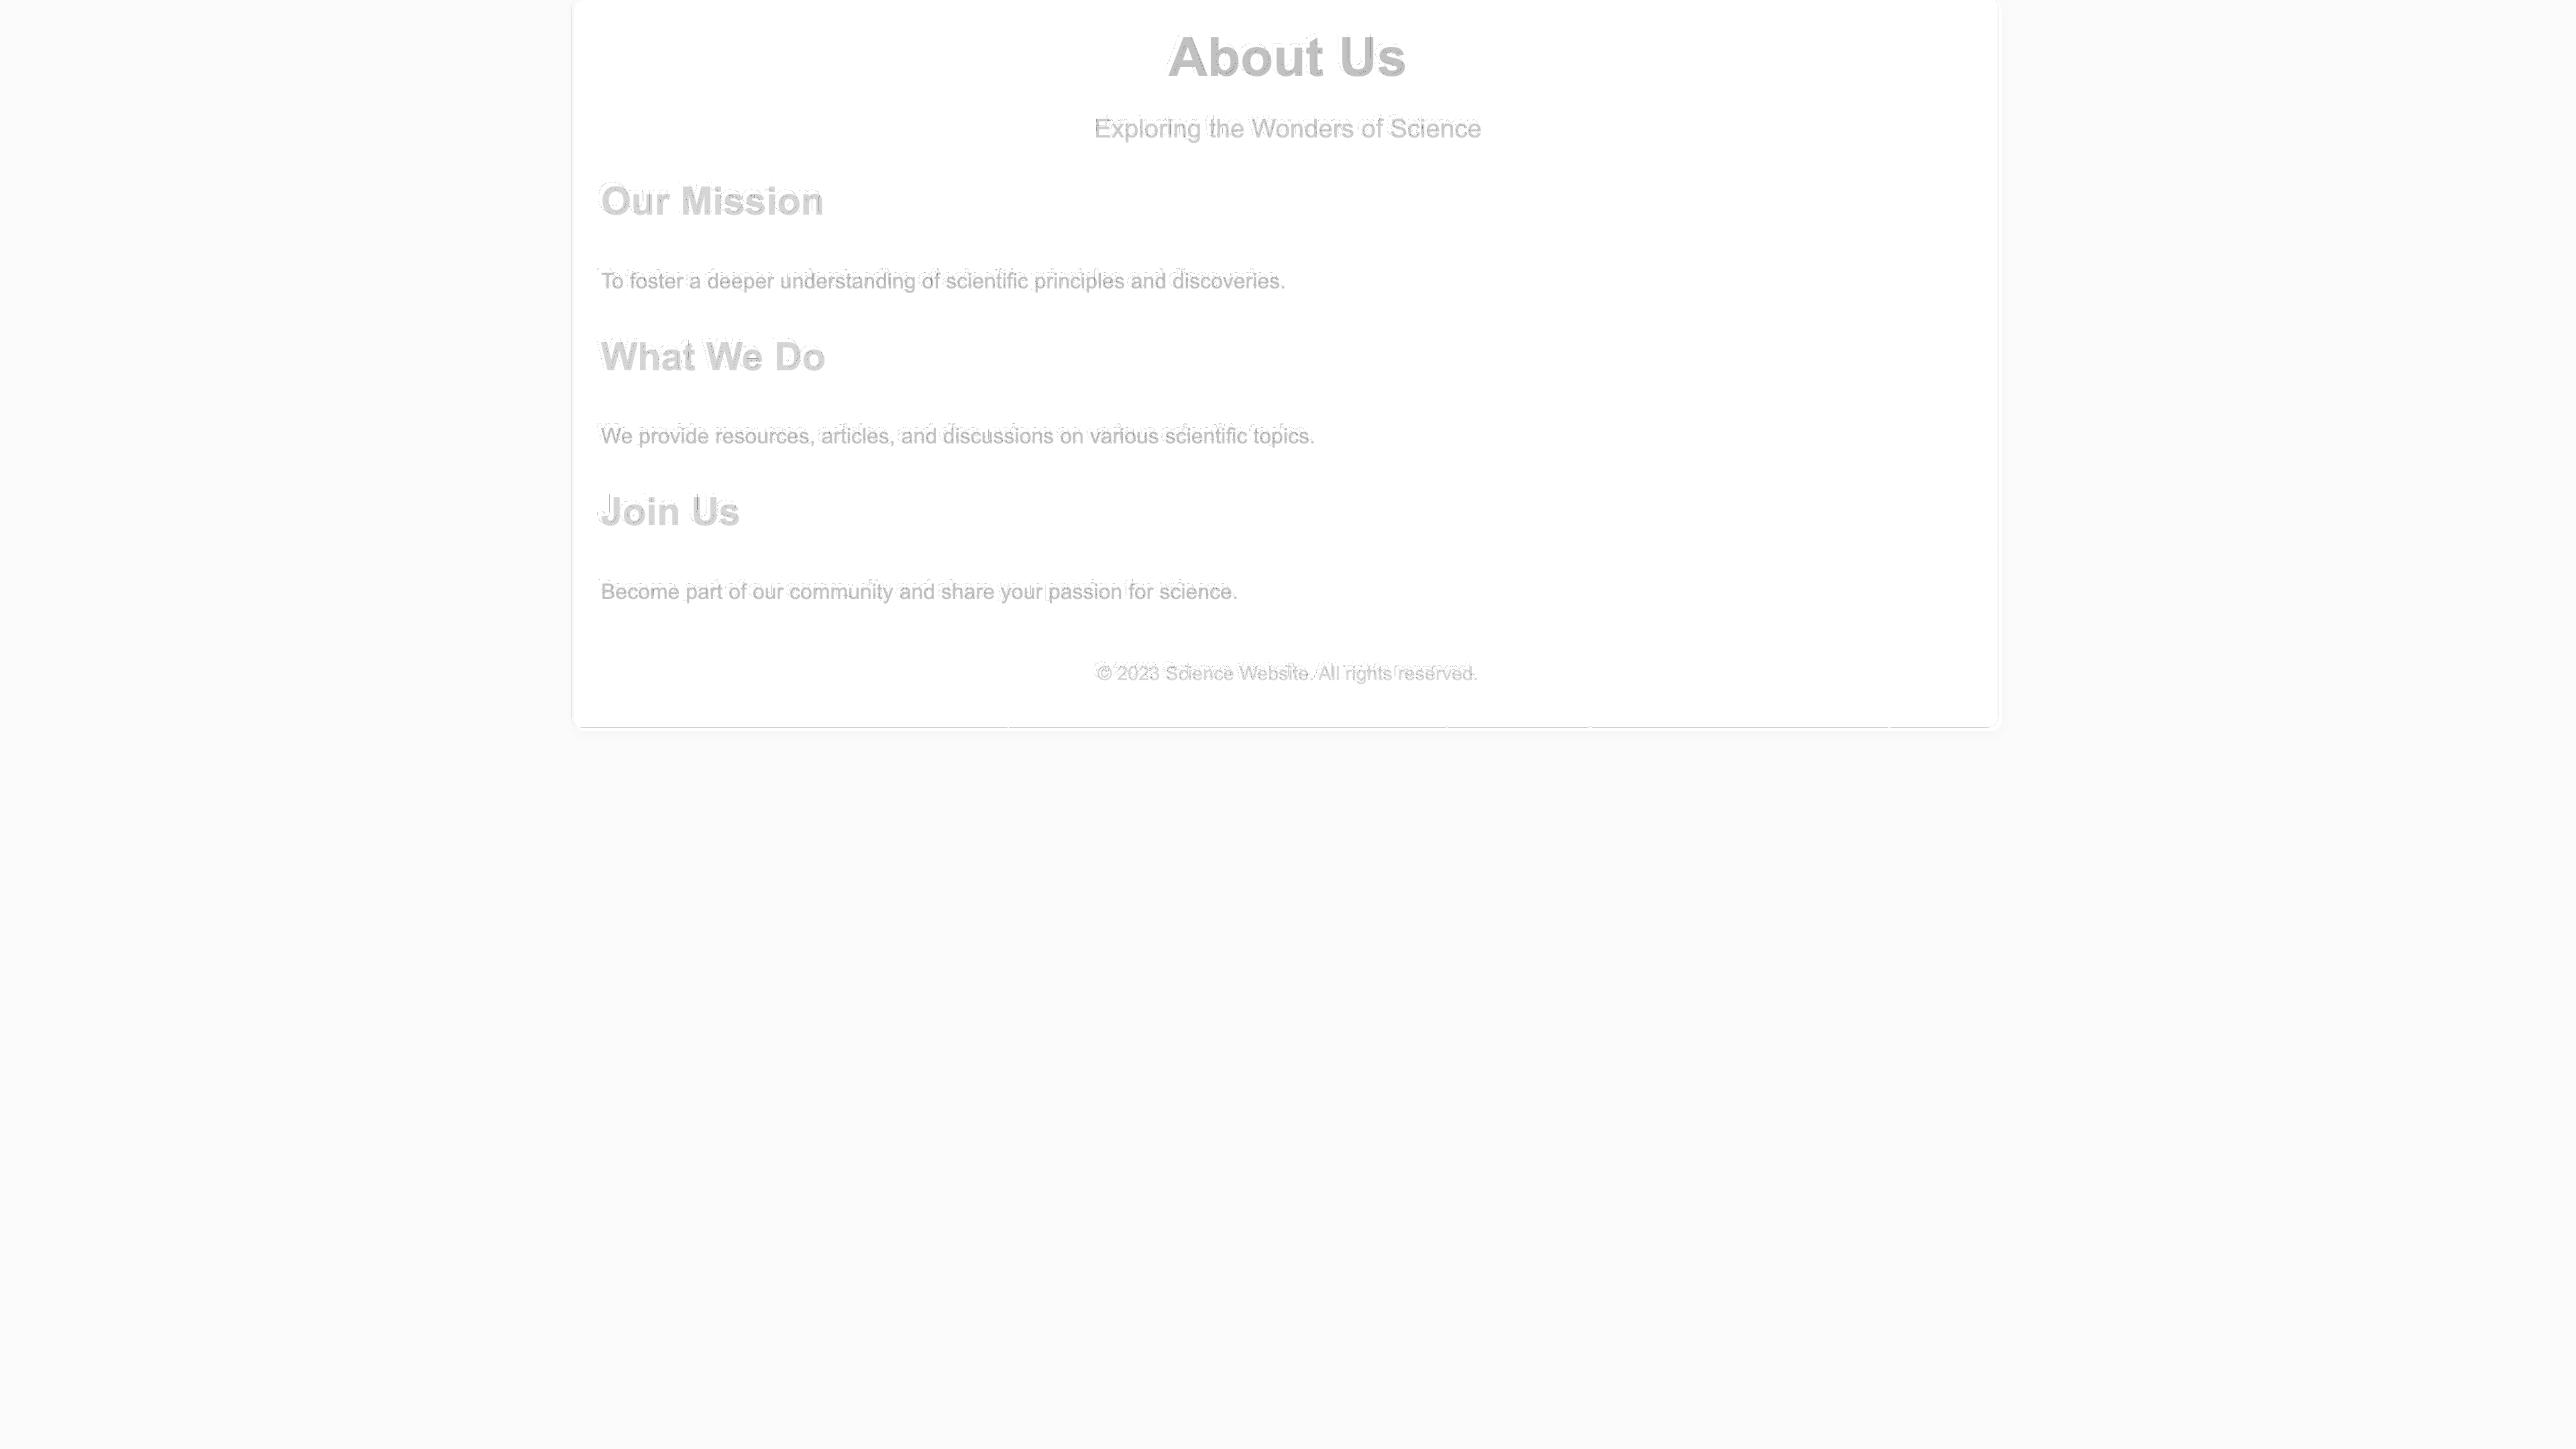 About Us
Exploring the Wonders of Science
Our Mission
To foster a deeper understanding of scientific principles and discoveries.
What We Do
We provide resources, articles, and discussions on various scientific topics.
Join Us
Become part of our community and share your passion for science.
© 2023 Science Website. All rights reserved.